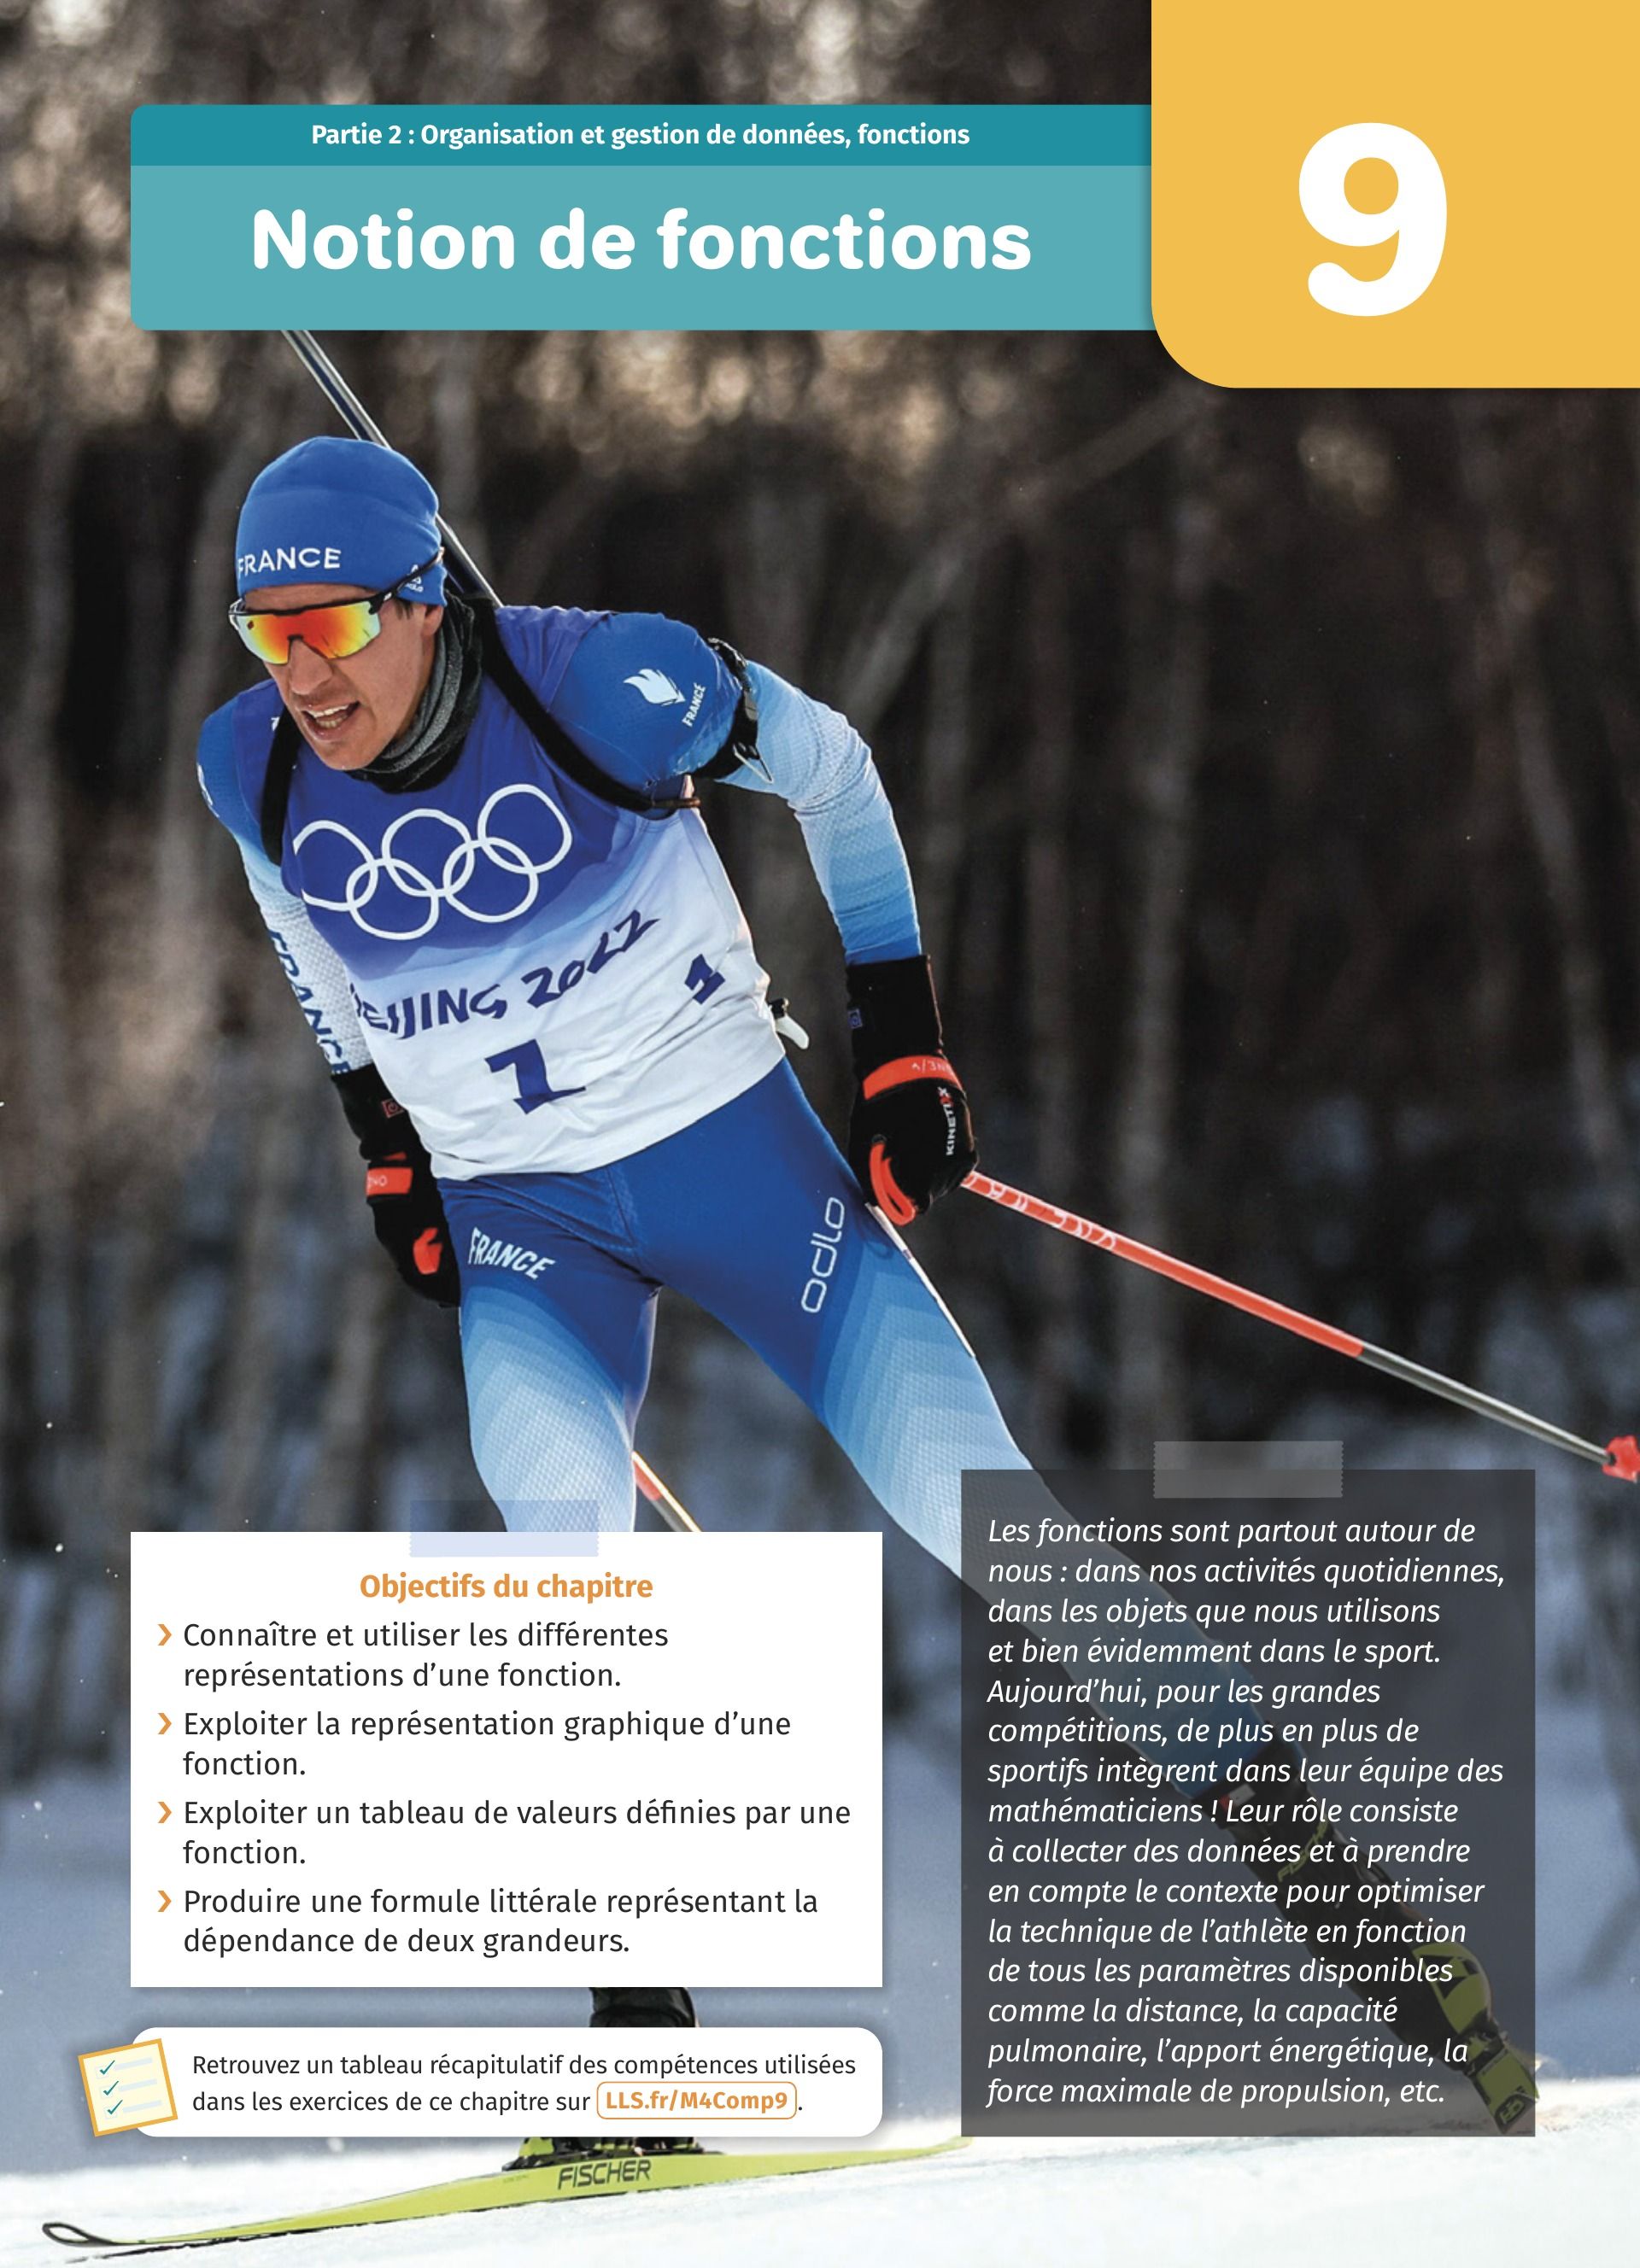 Partie 2 : Organisation et gestion de données, fonctions
Notion de fonctions
9
FRANCE
FRANCE
BEIJING 2022
1
1
FRANCE
KINETIXX
FRANCE
odlo
Objectifs du chapitre
› Connaître et utiliser les différentes
représentations d’une fonction.
› Exploiter la représentation graphique d’une
fonction.
› Exploiter un tableau de valeurs définies par une
fonction.
› Produire une formule littérale représentant la
dépendance de deux grandeurs.
Retrouvez un tableau récapitulatif des compétences utilisées
dans les exercices de ce chapitre sur LLS.fr/M4Comp9.
Les fonctions sont partout autour de
nous : dans nos activités quotidiennes,
dans les objets que nous utilisons
et bien évidemment dans le sport.
Aujourd’hui, pour les grandes
compétitions, de plus en plus de
sportifs intègrent dans leur équipe des
mathématiciens ! Leur rôle consiste
à collecter des données et à prendre
en compte le contexte pour optimiser
la technique de l’athlète en fonction
de tous les paramètres disponibles
comme la distance, la capacité
pulmonaire, l’apport énergétique, la
force maximale de propulsion, etc.
FISCHER